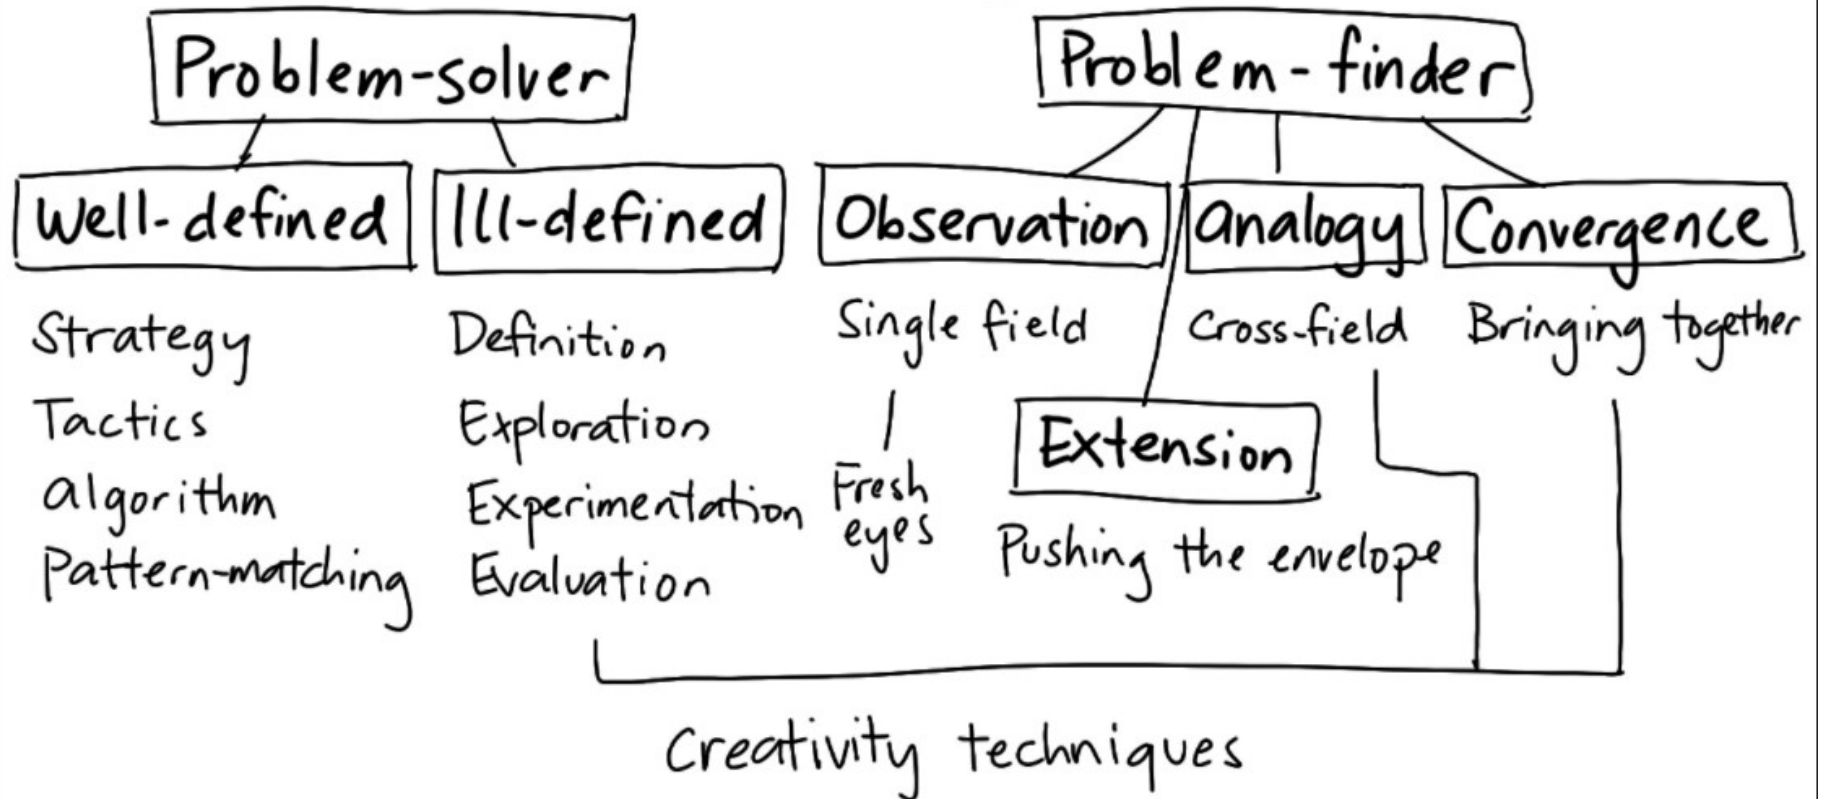 Problem-solver
Problem-finder
Well-defined
Ill-defined
Observation
Analogy
Convergence
Strategy
Tactics
Algorithm
Pattern-matching
Definition
Exploration
Experimentation
Evaluation
Single field
Fresh
eyes
Cross-field
Bringing together
Extension
Pushing the envelope
Creativity techniques